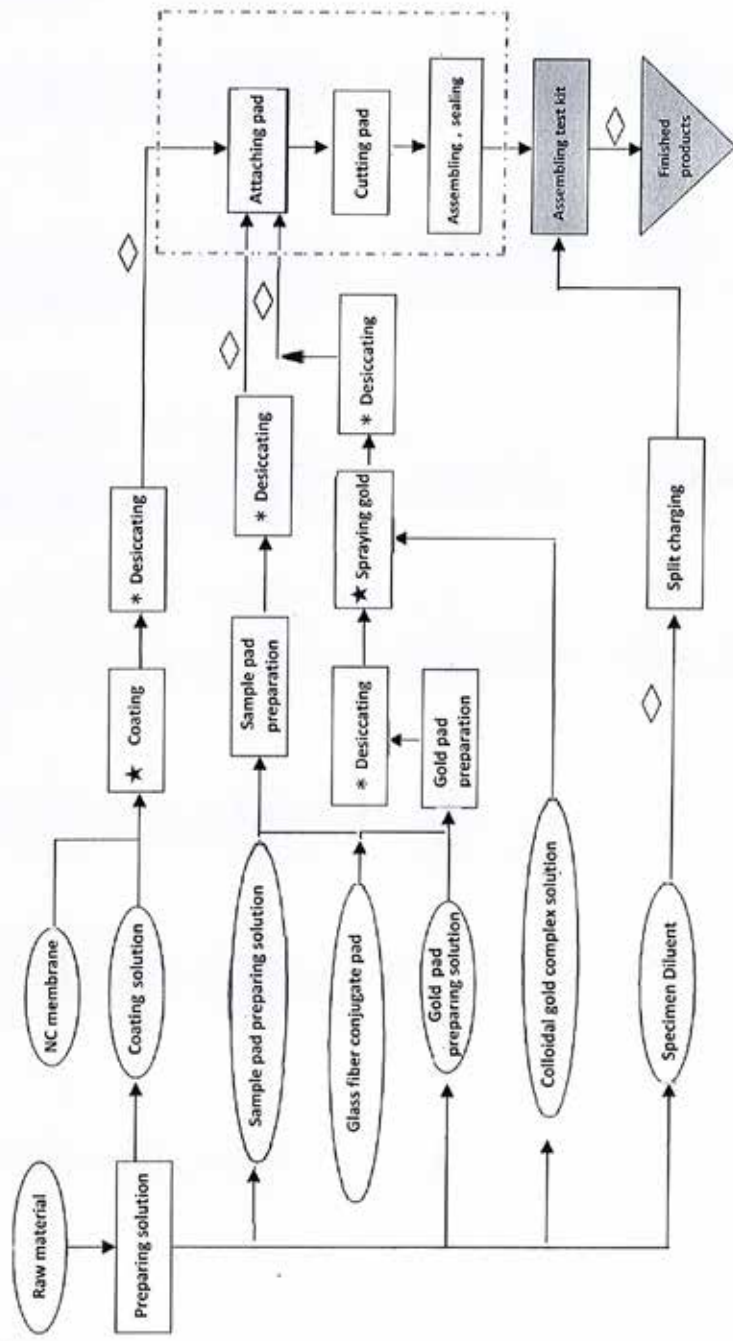 Raw material
Preparing solution
NC membrane
Coating solution
★ Coating
* Desiccating
Sample pad preparing solution
Sample pad
preparation
* Desiccating
Glass fiber conjugate pad
Gold pad
preparing solution
Gold pad
preparation
* Desiccating
★ Spraying gold
* Desiccating
Colloidal gold complex solution
Specimen Diluent
Split charging
Attaching pad
Cutting pad
Assembling , sealing
Assembling test kit
Finished
products